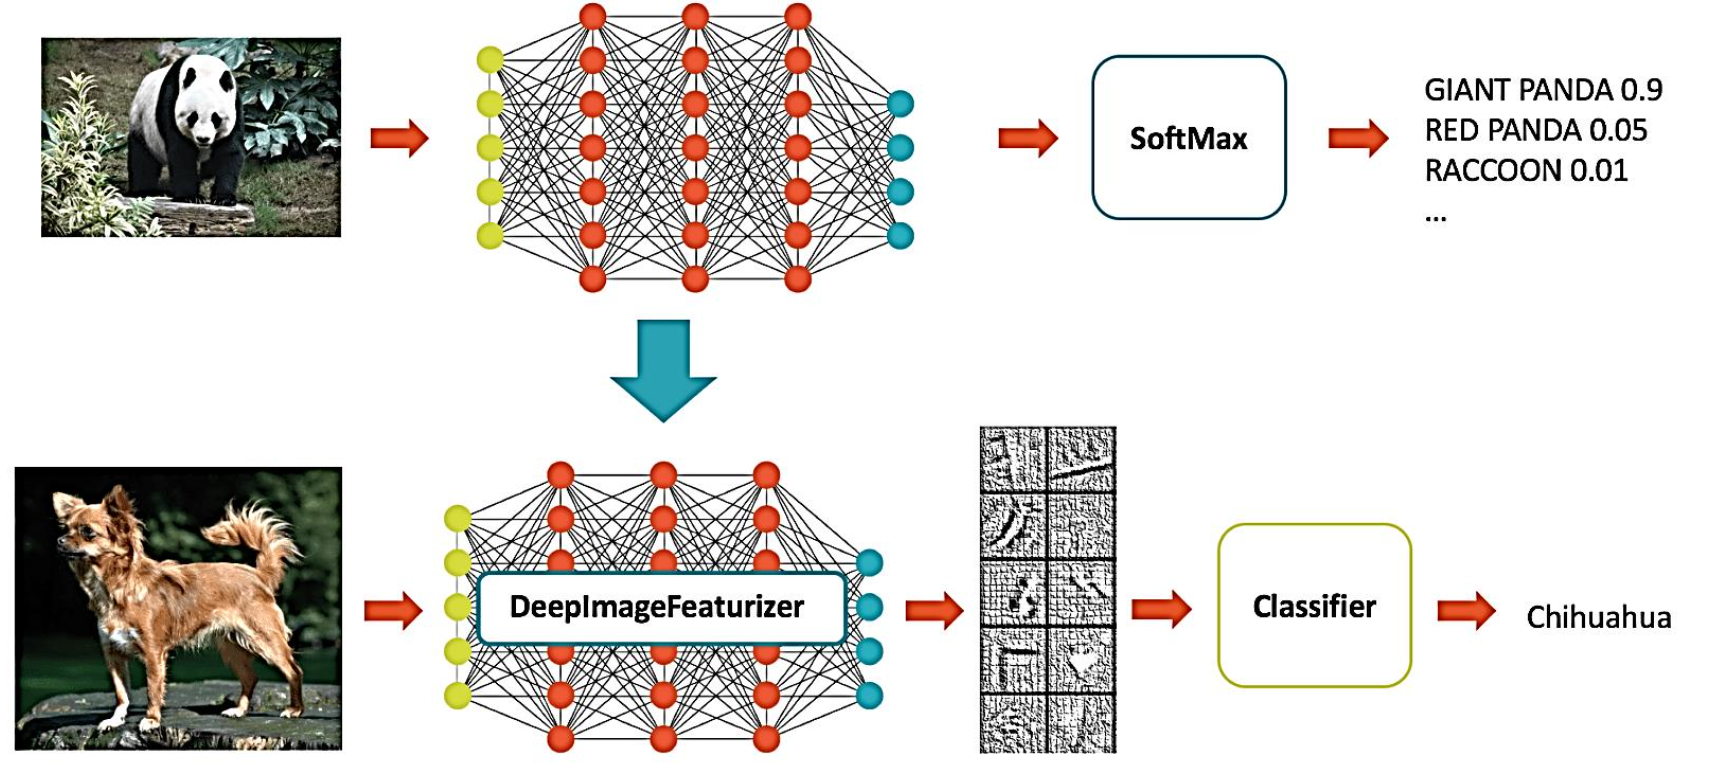 SoftMax
GIANT PANDA 0.9
RED PANDA 0.05
RACCOON 0.01
...
DeepImageFeaturizer
Classifier
Chihuahua